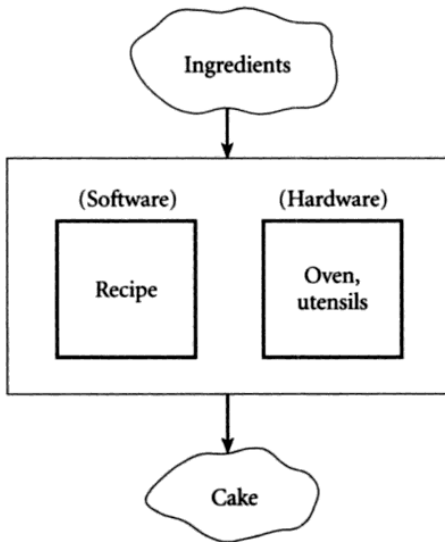 Ingredients
(Software)
(Hardware)
Recipe
Oven,
utensils
Cake